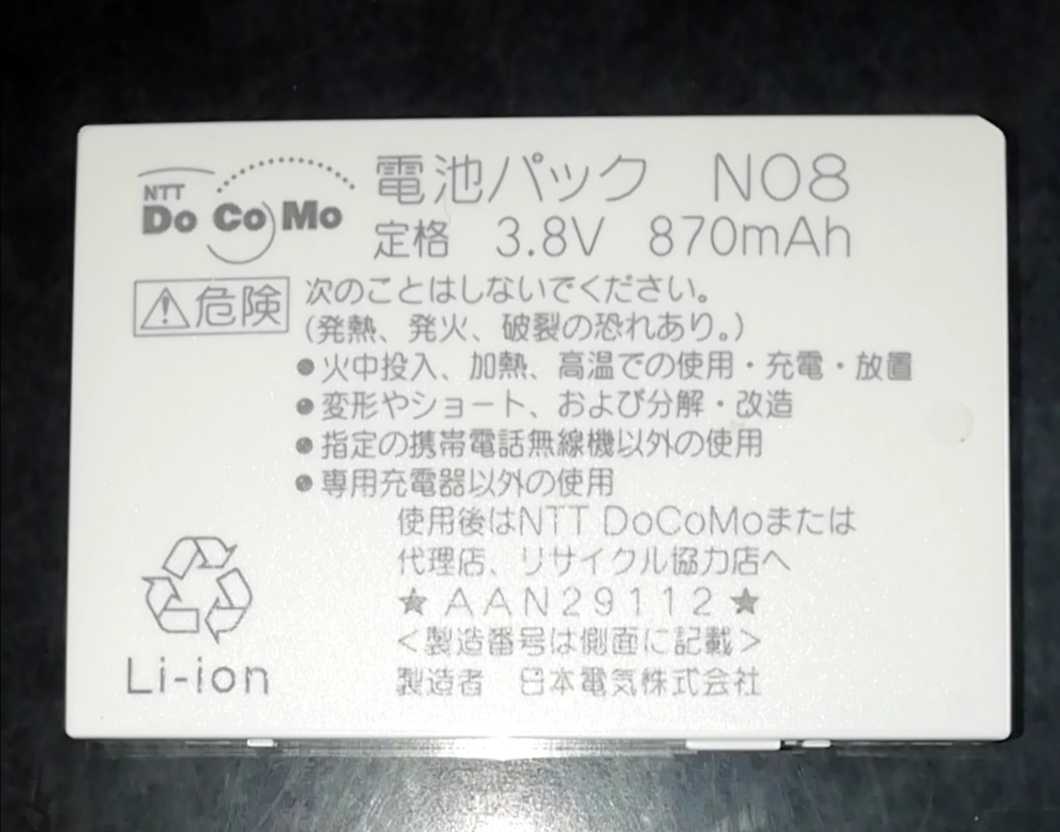 NTT
DoCoMo
電池パック N08
定格 3.8V 870mAh
危険
次のことはしないでください。
(発熱、発火、破裂の恐れあり。)
●火中投入、加熱、高温での使用・充電・放置
●変形やショート、および分解・改造
●指定の携帯電話無線機以外の使用
●専用充電器以外の使用
使用後はNTT DoCoMoまたは
代理店、リサイクル協力店へ
★AAN29112★
<製造番号は側面に記載>
製造者 日本電気株式会社
Li-ion